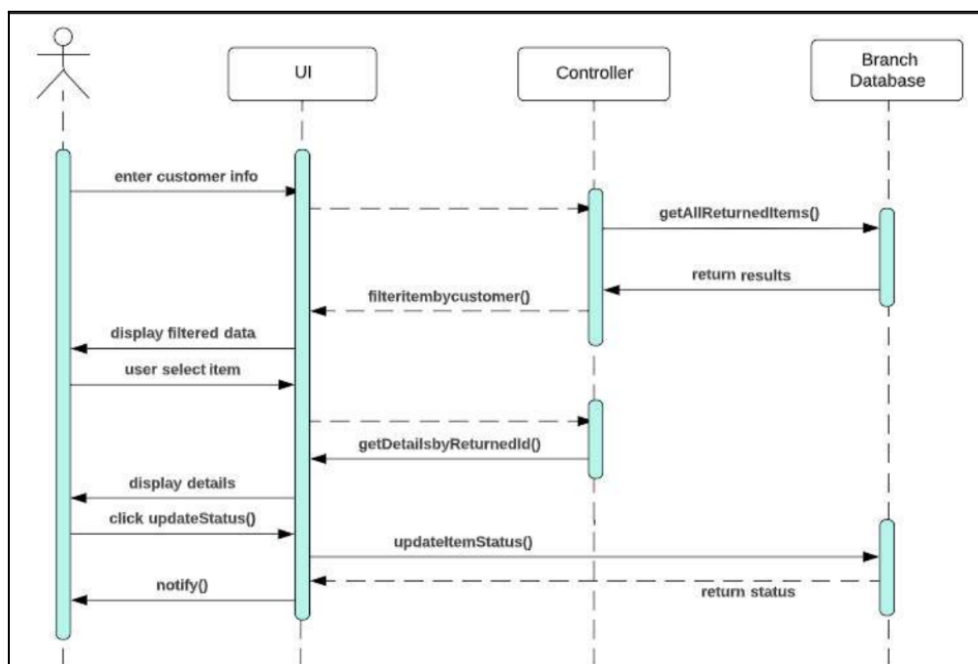 UI
Controller
Branch
Database
enter customer info
getAllReturnedItems()
return results
filteritembycustomer()
display filtered data
user select item
getDetailsbyReturnedId()
display details
click updateStatus()
updateItemStatus()
notify()
return status